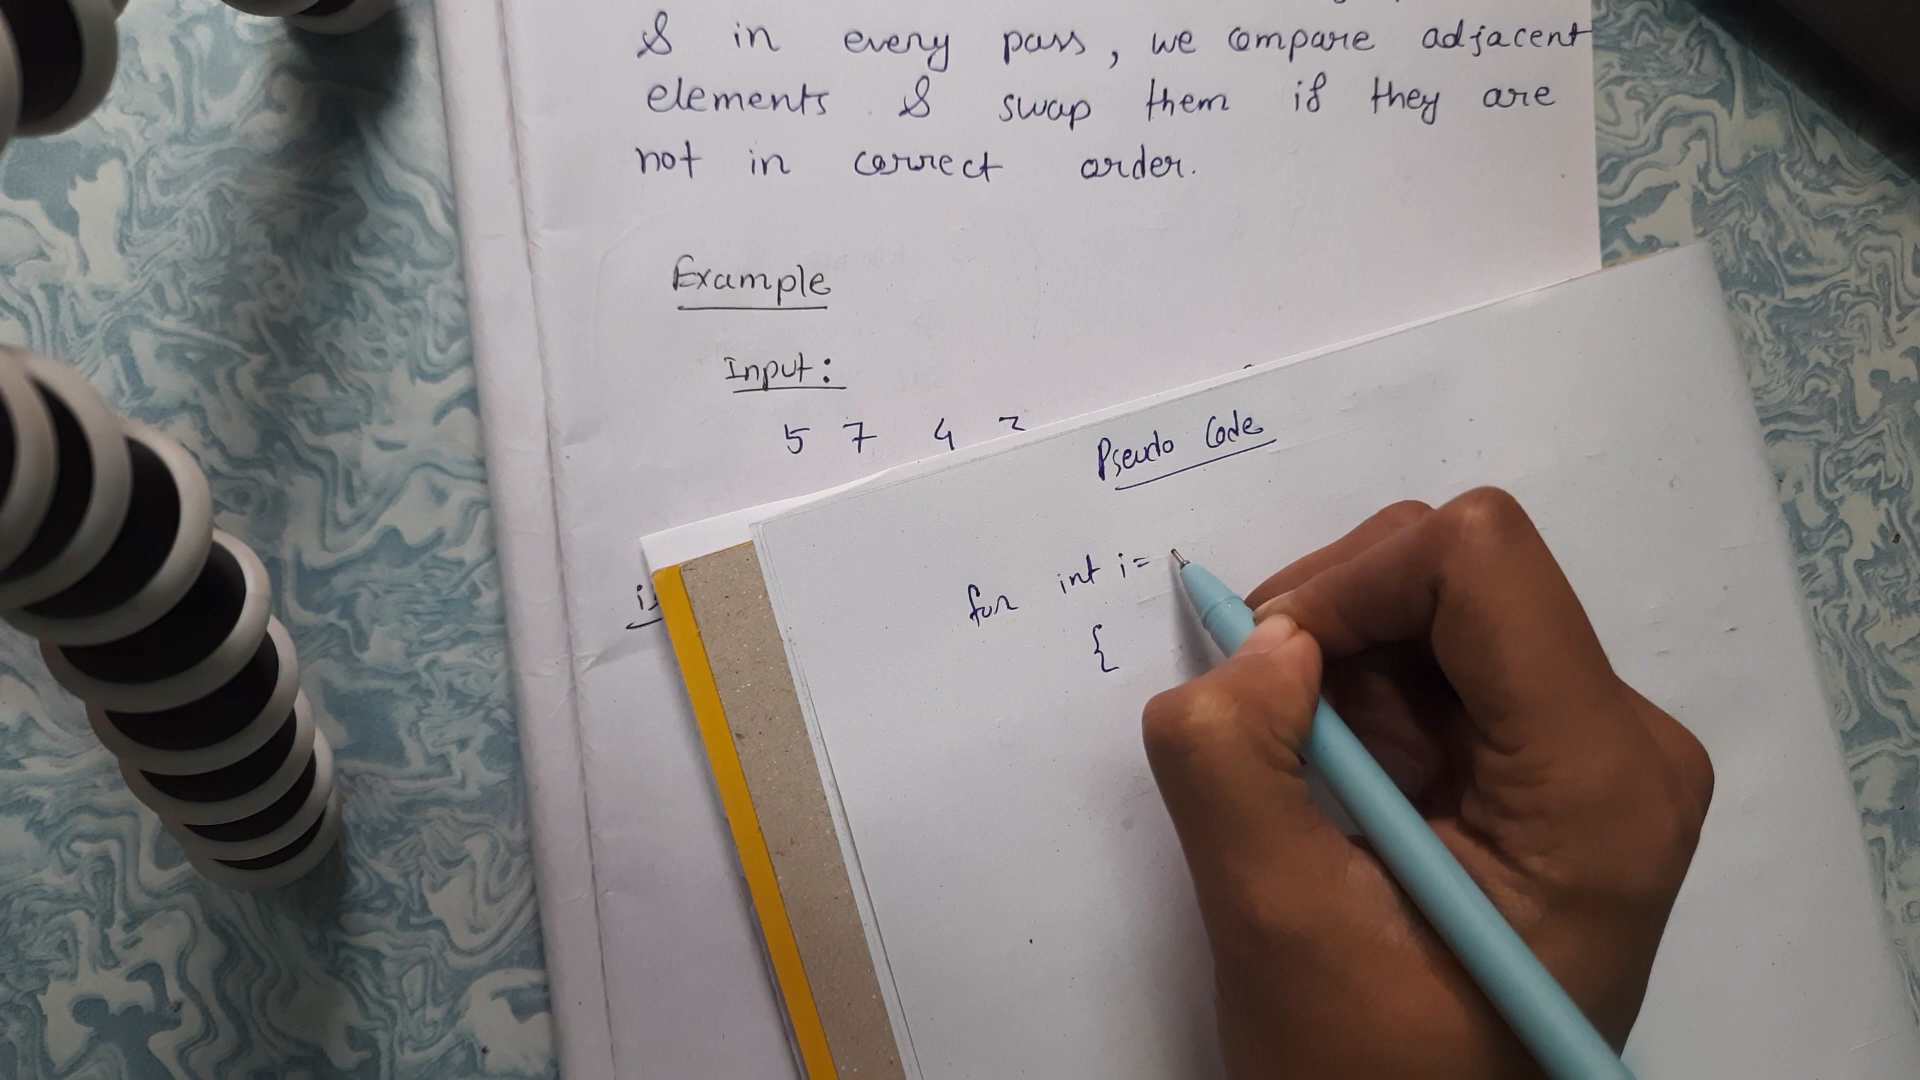 & in every pass, we compare adjacent
elements & swap them if they are
not in correct order.
Example
Input:
5 7 4 2
Pseudo Code
for int i=
{